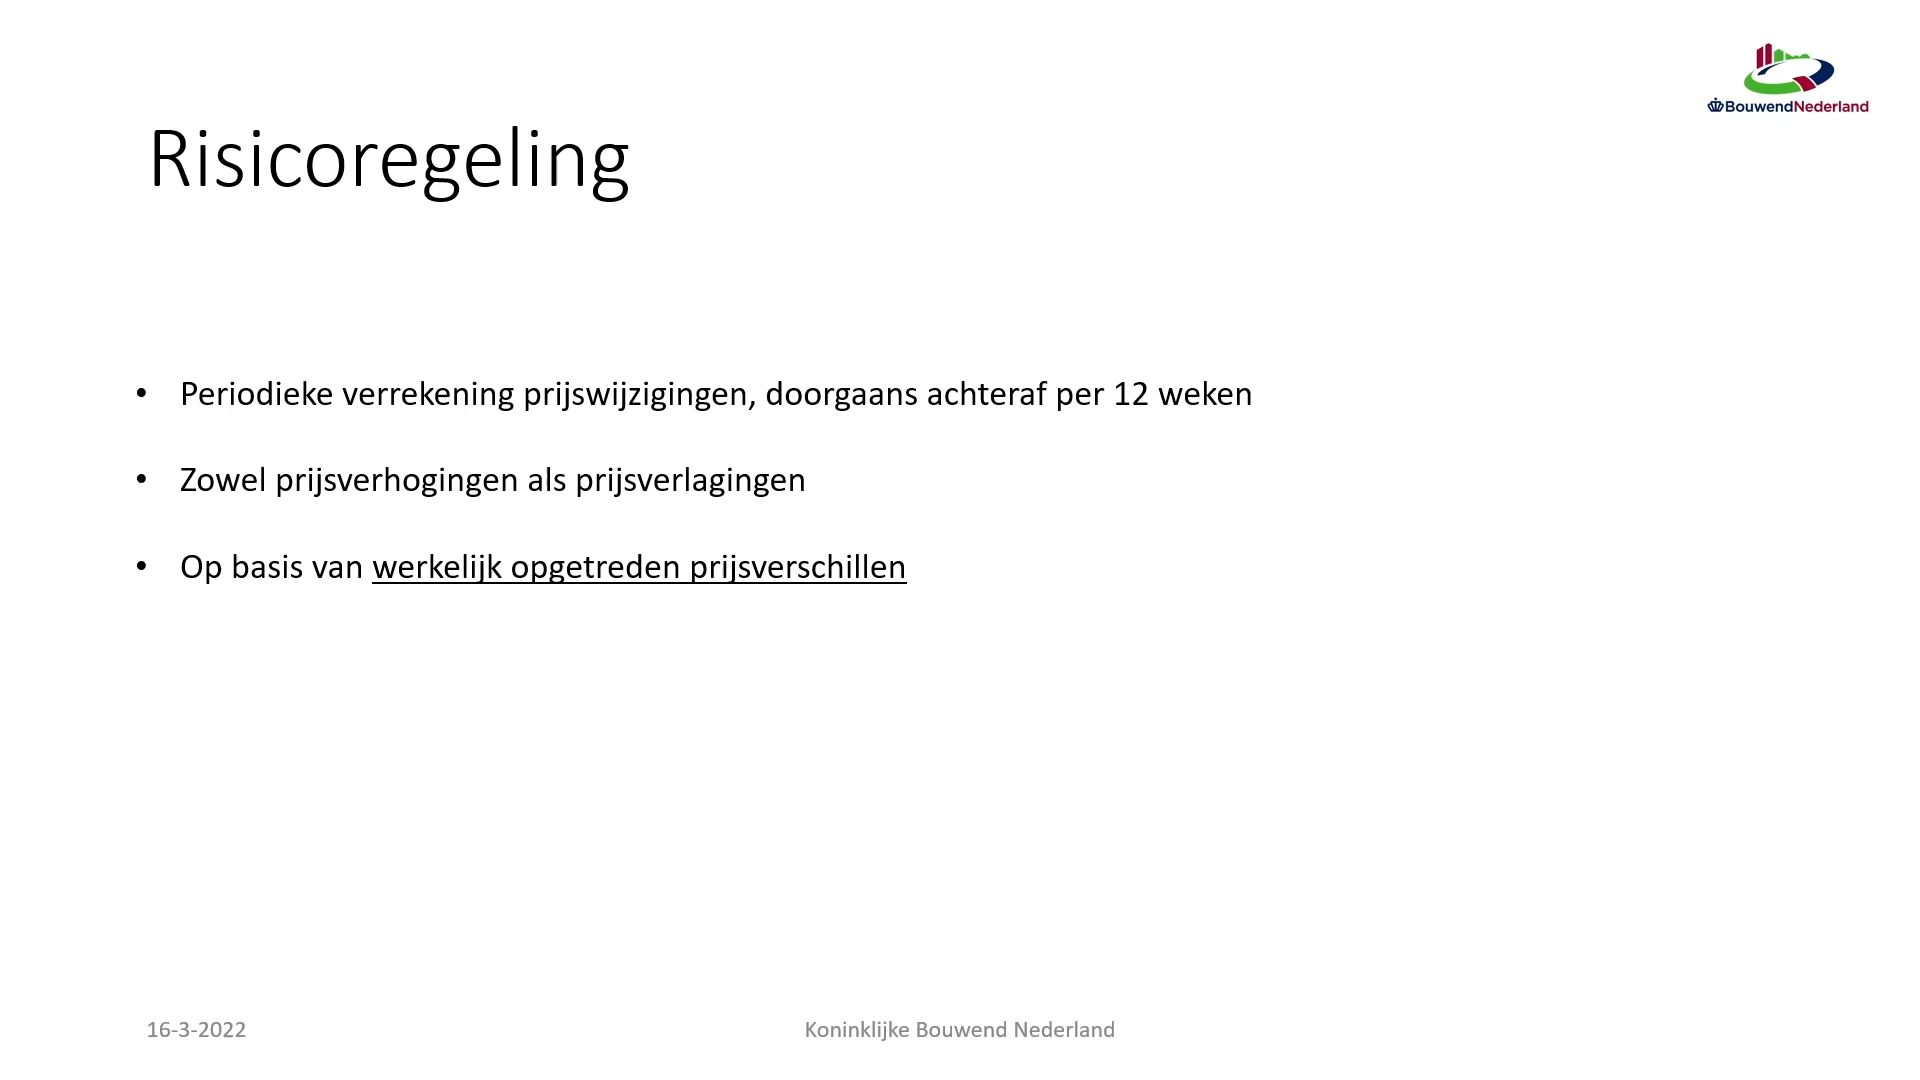 BouwendNederland
Risicoregeling
• Periodieke verrekening prijswijzigingen, doorgaans achteraf per 12 weken
• Zowel prijsverhogingen als prijsverlagingen
• Op basis van werkelijk opgetreden prijsverschillen
16-3-2022
Koninklijke Bouwend Nederland